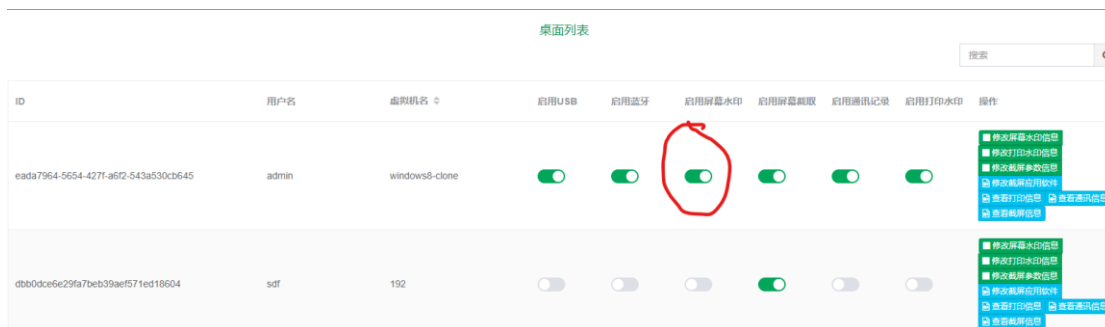 桌面列表
搜索
ID 用户名 虚拟机名 启用USB 启用蓝牙 启用屏幕水印 启用屏幕截取 启用通讯记录 启用打印水印 操作
修改屏幕水印信息
修改打印水印信息
eada7964-5654-427f-a6f2-543a530cb645 admin windows8-clone 修改截屏参数信息
修改截屏应用软件
查看打印信息 查看通讯信息
查看截屏信息
修改屏幕水印信息
修改打印水印信息
dbb0dce6e29fa7beb39aef571ed18604 sdf 192 修改截屏参数信息
修改截屏应用软件
查看打印信息 查看通讯信息
查看截屏信息